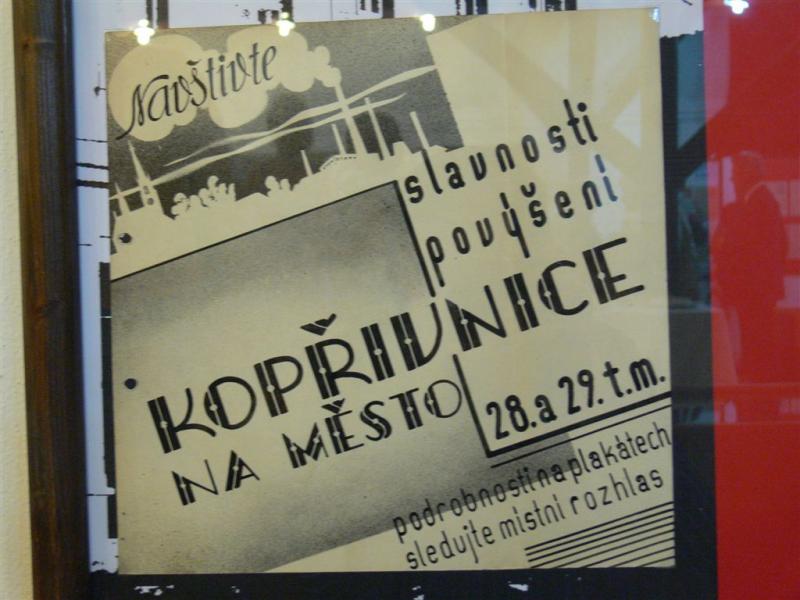 Navštivte
slavnosti
povýšení
KOPŘIVNICE
NA MĚSTO
28. a 29. t. m.
podrobnosti na plakátech
sledujte místní rozhlas